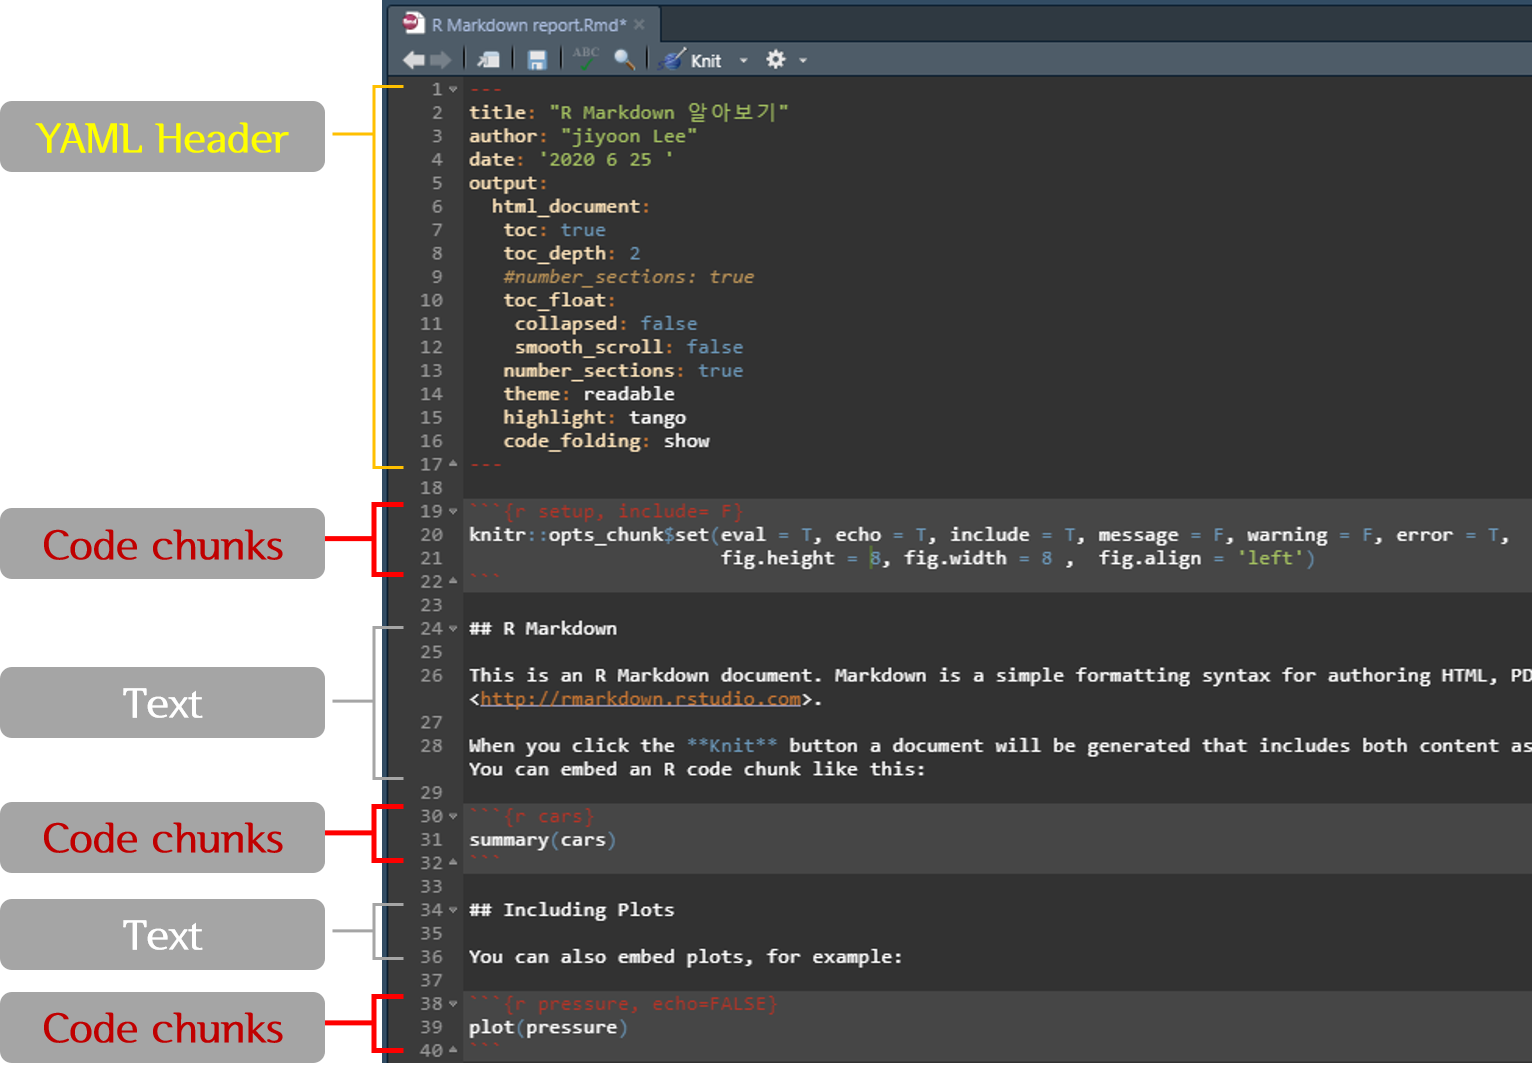 R Markdown report.Rmd* ×
ABC
Knit
YAML Header
1 ---
2 title: "R Markdown 알아보기"
3 author: "jiyoon Lee"
4 date: '2020 6 25 '
5 output:
6 html_document:
7 toc: true
8 toc_depth: 2
9 #number_sections: true
10 toc_float:
11 collapsed: false
12 smooth_scroll: false
13 number_sections: true
14 theme: readable
15 highlight: tango
16 code_folding: show
17 ---
18
Code chunks
19 ```{r setup, include= F}
20 knitr::opts_chunk$set(eval = T, echo = T, include = T, message = F, warning = F, error = T,
21 fig.height = 8, fig.width = 8 , fig.align = 'left')
22 ```
23
Text
24 ## R Markdown
25
26 This is an R Markdown document. Markdown is a simple formatting syntax for authoring HTML, PD
<http://rmarkdown.rstudio.com>.
27
28 When you click the **Knit** button a document will be generated that includes both content as
You can embed an R code chunk like this:
29
Code chunks
30 ```{r cars}
31 summary(cars)
32 ```
33
Text
34 ## Including Plots
35
36 You can also embed plots, for example:
37
Code chunks
38 ```{r pressure, echo=FALSE}
39 plot(pressure)
40 ```